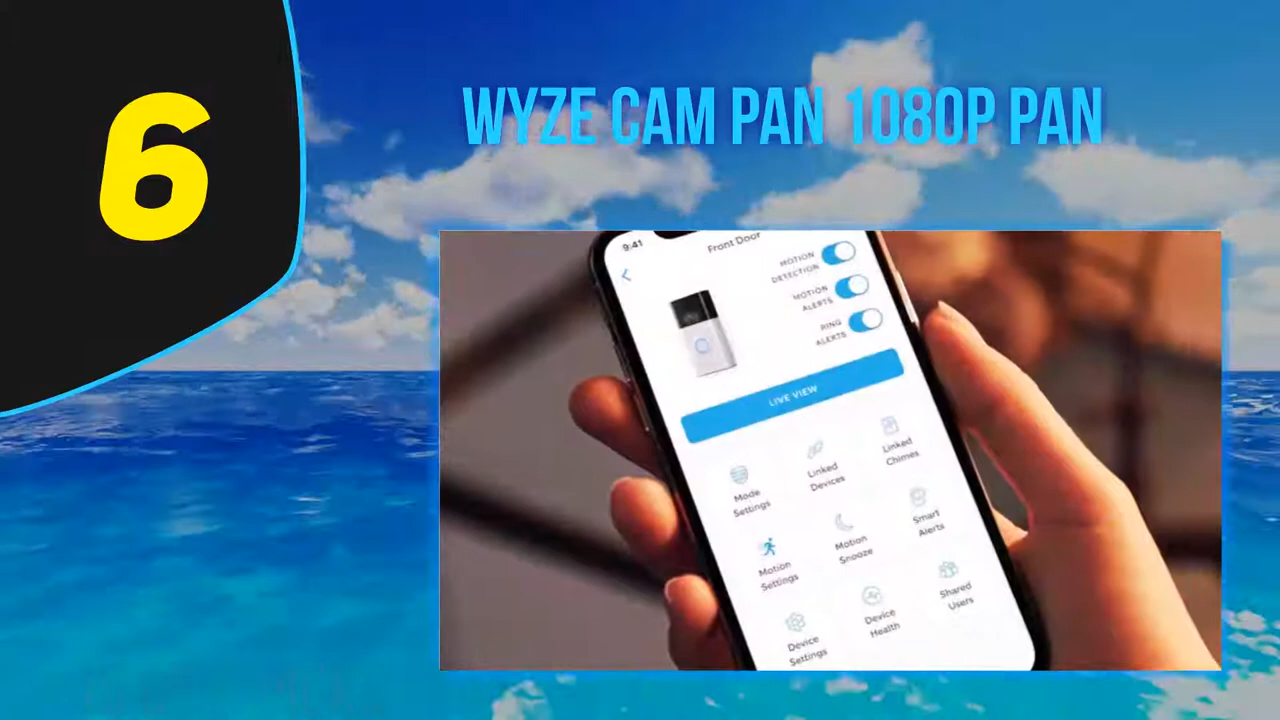 6
WYZE CAM PAN 1080P PAN
9:41
Front Door
MOTION
DETECTION
MOTION
ALERTS
RING
ALERTS
LIVE VIEW
Mode
Settings
Linked
Devices
Linked
Chimes
Motion
Settings
Motion
Snooze
Smart
Alerts
Device
Settings
Device
Health
Shared
Users